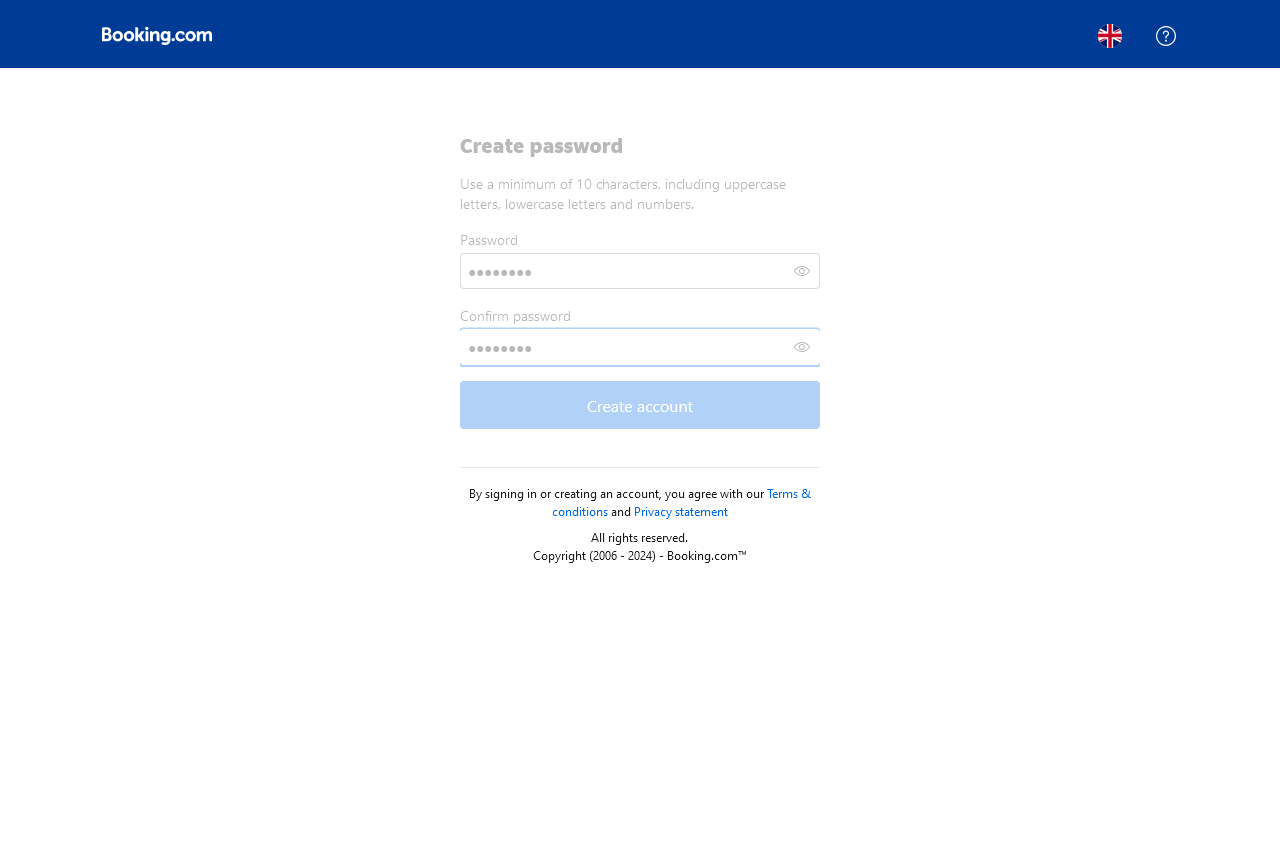 Booking.com
Create password
Use a minimum of 10 characters, including uppercase
letters, lowercase letters and numbers.
Password
••••••••
Confirm password
••••••••
Create account
By signing in or creating an account, you agree with our Terms &
conditions and Privacy statement
All rights reserved.
Copyright (2006 - 2024) - Booking.com™